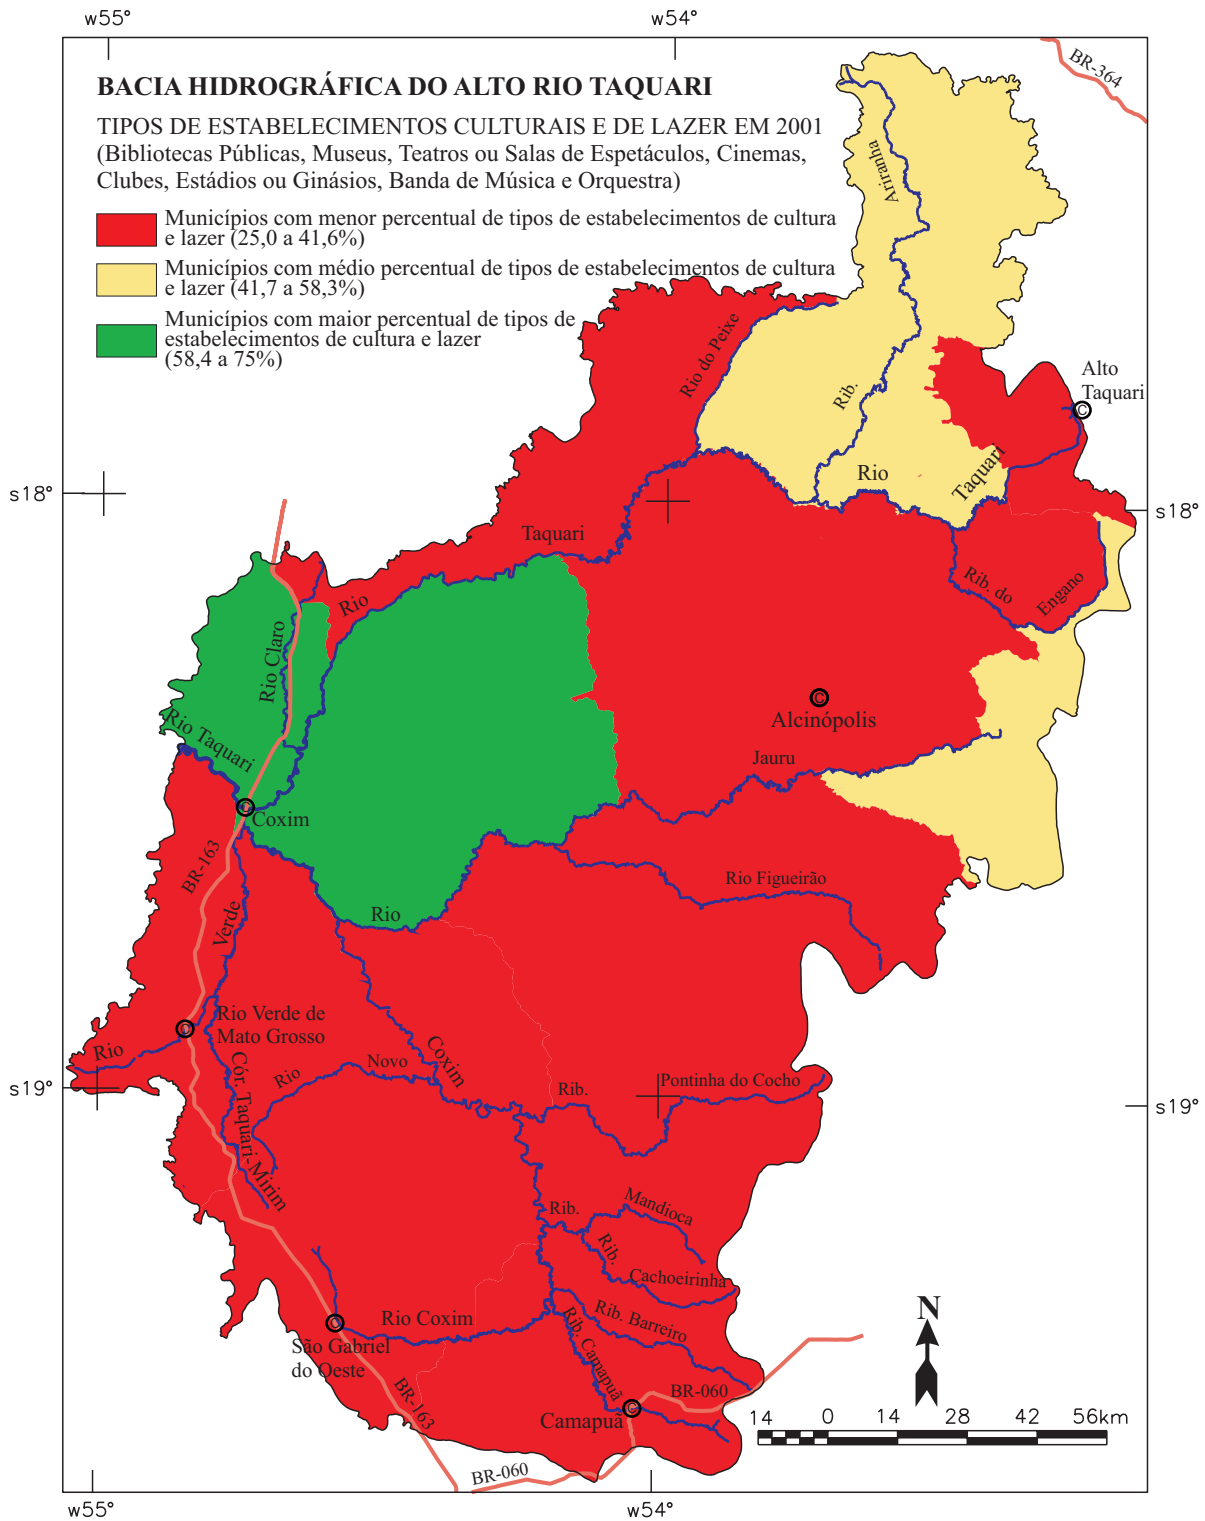 w55°
w54°
BR-364
BACIA HIDROGRÁFICA DO ALTO RIO TAQUARI
TIPOS DE ESTABELECIMENTOS CULTURAIS E DE LAZER EM 2001
(Bibliotecas Públicas, Museus, Teatros ou Salas de Espetáculos, Cinemas,
Clubes, Estádios ou Ginásios, Banda de Música e Orquestra)
Municípios com menor percentual de tipos de estabelecimentos de cultura
e lazer (25,0 a 41,6%)
Municípios com médio percentual de tipos de estabelecimentos de cultura
e lazer (41,7 a 58,3%)
Municípios com maior percentual de tipos de
estabelecimentos de cultura e lazer
(58,4 a 75%)
Ariranha
Rio do Peixe
Rib.
Alto
Taquari
C
Rio
Taquari
s18°
s18°
Taquari
Rio
Rib. do
Engano
Rio Claro
C
Alcinópolis
Rio Taquari
Jauru
C
Coxim
BR-163
Rio Figueirão
Verde
Rio
Rio Verde de
Mato Grosso
C
Rio
Coxim
Novo
Rio
Cór. Taquari-Mirim
Rib.
Pontinha do Cocho
s19°
s19°
Rib.
Mandioca
Rib.
Cachoeirinha
Rib. Barreiro
Rib. Camapuã
Rio Coxim
C
São Gabriel
do Oeste
BR-163
BR-060
C
Camapuã
BR-060
N
14 0 14 28 42 56km
w55°
w54°